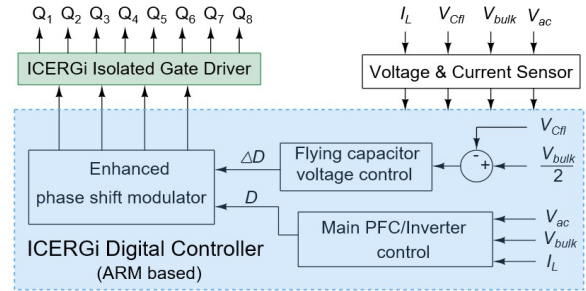 Q1 Q2 Q3 Q4 Q5 Q6 Q7 Q8
IL VCfl Vbulk Vac
ICERGi Isolated Gate Driver
Voltage & Current Sensor
VCfl
- +
Vbulk
2
Flying capacitor
voltage control
ΔD
Enhanced
phase shift modulator
D
Main PFC/Inverter
control
Vac
Vbulk
IL
ICERGi Digital Controller
(ARM based)